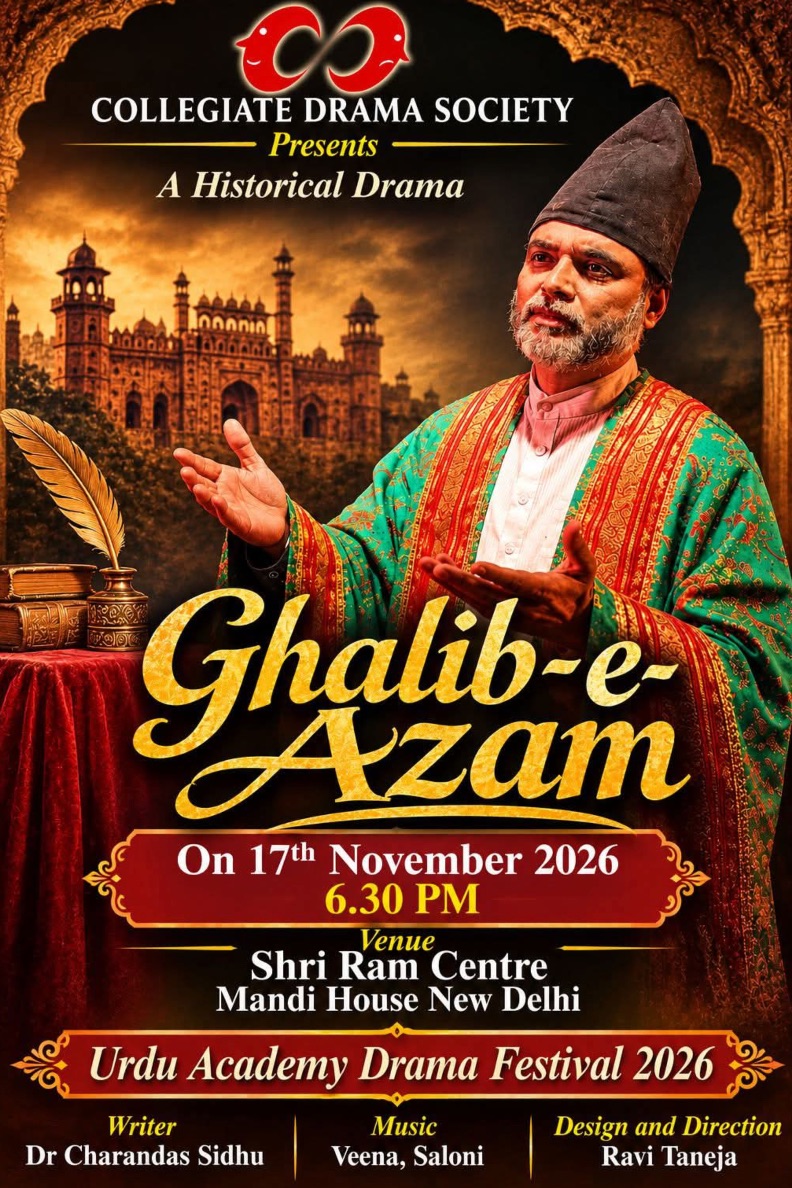 COLLEGIATE DRAMA SOCIETY
Presents
A Historical Drama
Ghalib-e-
Azam
On 17th November 2026
6.30 PM
Venue
Shri Ram Centre
Mandi House New Delhi
Urdu Academy Drama Festival 2026
Writer
Dr Charandas Sidhu
Music
Veena, Saloni
Design and Direction
Ravi Taneja